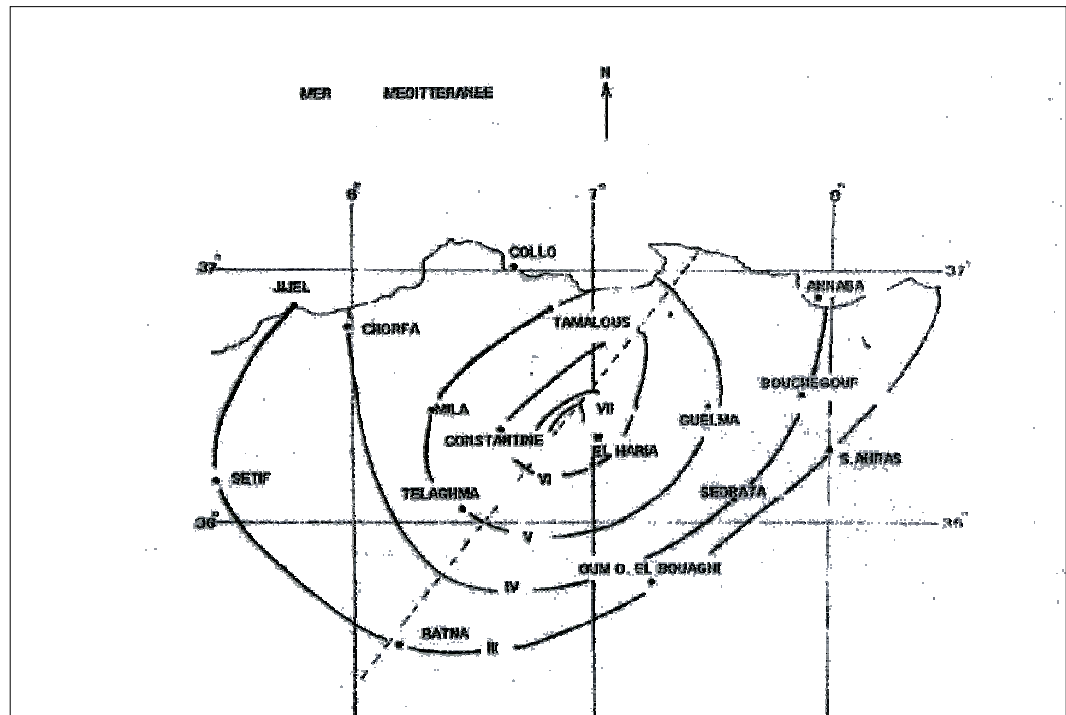 N
MER MEDITTERANEE
6°
7°
8°
37°
37°
COLLO
JIJEL
ANNABA
CHORFA
TAMALOUS
BOUCHEGOUF
MILA
VII
GUELMA
CONSTANTINE
EL HARIA
S.AHRAS
SETIF
VI
TELAGHMA
SEDRATA
36°
36°
V
OUM O. EL BOUAGHI
IV
BATNA
III